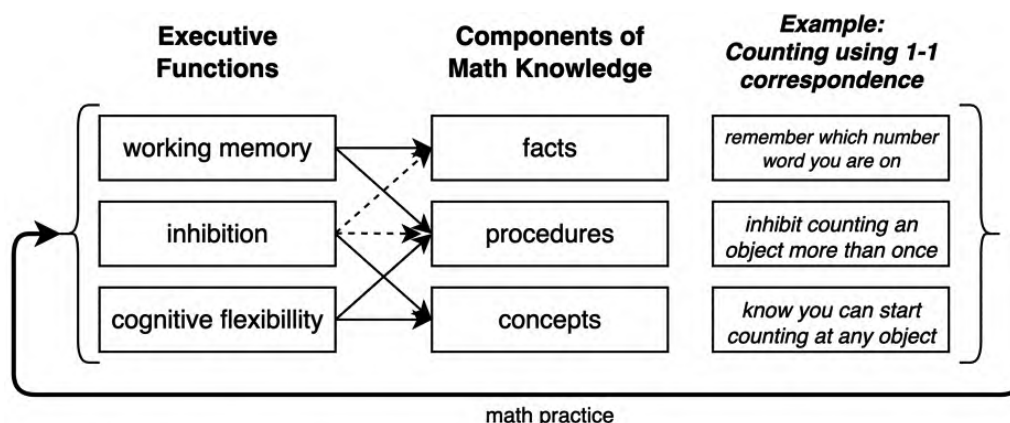 Executive
Functions
Components of
Math Knowledge
Example:
Counting using 1-1
correspondence
working memory
facts
remember which number
word you are on
inhibition
procedures
inhibit counting an
object more than once
cognitive flexibillity
concepts
know you can start
counting at any object
math practice